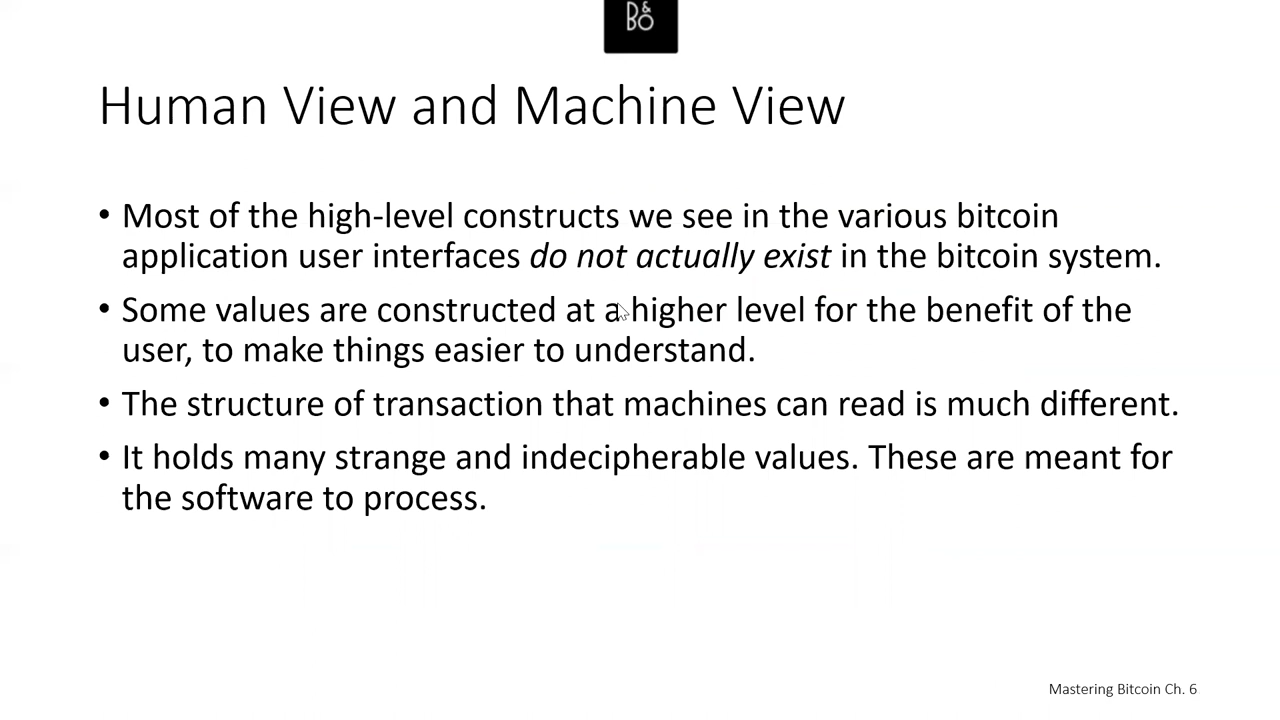 B&O
Human View and Machine View
• Most of the high-level constructs we see in the various bitcoin
application user interfaces do not actually exist in the bitcoin system.
• Some values are constructed at a higher level for the benefit of the
user, to make things easier to understand.
• The structure of transaction that machines can read is much different.
• It holds many strange and indecipherable values. These are meant for
the software to process.
Mastering Bitcoin Ch. 6